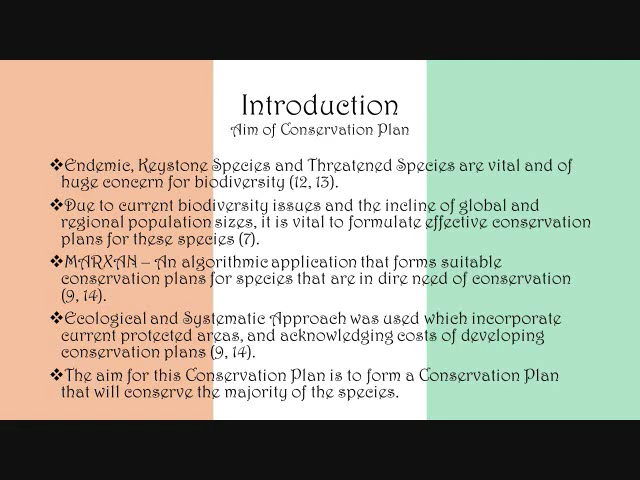 Introduction
Aim of Conservation Plan
❖Endemic, Keystone Species and Threatened Species are vital and of
huge concern for biodiversity (12, 13).
❖Due to current biodiversity issues and the incline of global and
regional population sizes, it is vital to formulate effective conservation
plans for these species (7).
❖MARXAN – An algorithmic application that forms suitable
conservation plans for species that are in dire need of conservation
(9, 14).
❖Ecological and Systematic Approach was used which incorporate
current protected areas, and acknowledging costs of developing
conservation plans (9, 14).
❖The aim for this Conservation Plan is to form a Conservation Plan
that will conserve the majority of the species.